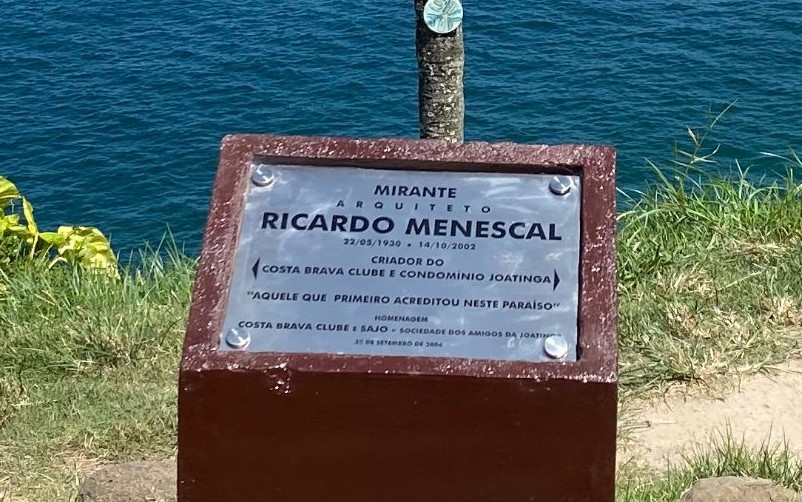 MIRANTE
ARQUITETO
RICARDO MENESCAL
22/05/1930 • 14/10/2002
CRIADOR DO
COSTA BRAVA CLUBE E CONDOMÍNIO JOATINGA
"AQUELE QUE PRIMEIRO ACREDITOU NESTE PARAÍSO"
HOMENAGEM
COSTA BRAVA CLUBE E SAJO - SOCIEDADE DOS AMIGOS DA JOATINGA
DE SETEMBRO DE